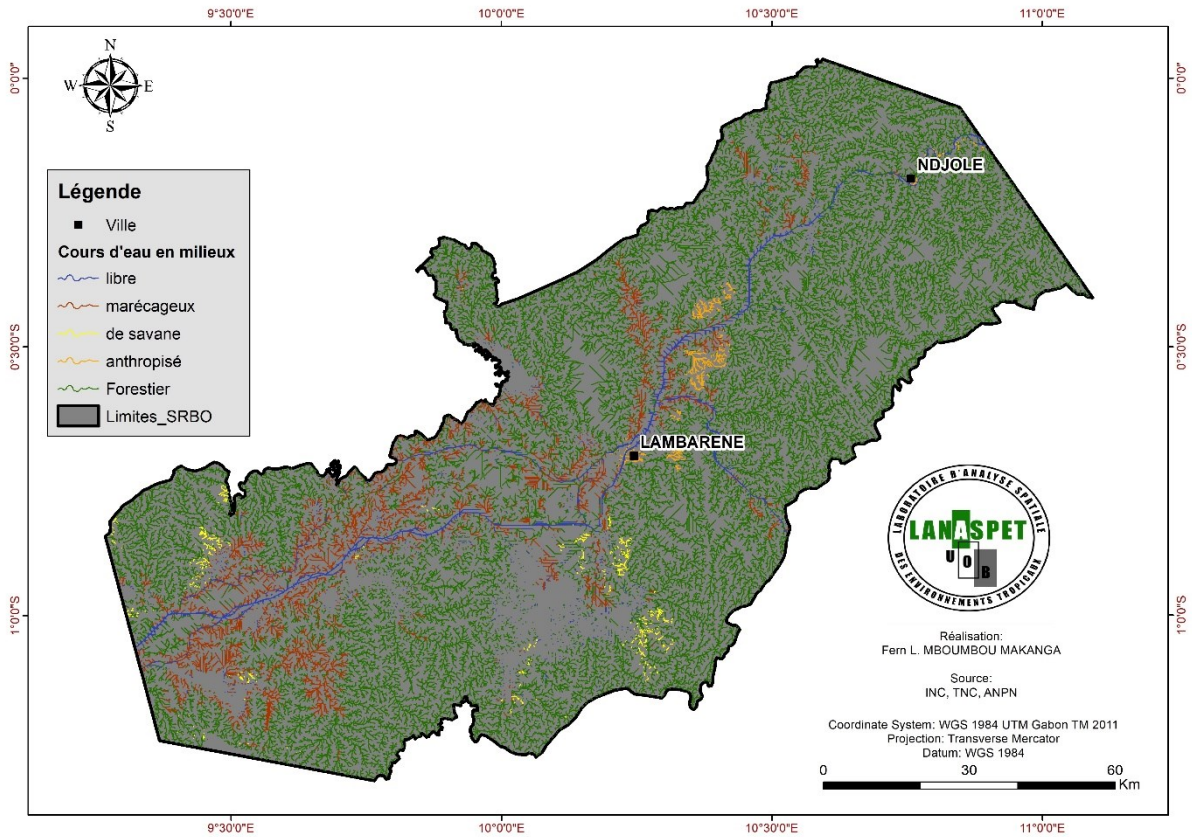 9°30'0"E
10°0'0"E
10°30'0"E
11°0'0"E
N
W
E
S
0°0'0"
0°0'0"
0°30'0"S
0°30'0"S
1°0'0"S
1°0'0"S
NDJOLE
LAMBARENE
Légende
Ville
Cours d'eau en milieux
libre
marécageux
de savane
anthropisé
Forestier
Limites_SRBO
LABORATOIRE D'ANALYSE SPATIALE
LANASPET
U O B
DES ENVIRONNEMENTS TROPICAUX
Réalisation:
Fern L. MBOUMBOU MAKANGA
Source:
INC, TNC, ANPN
Coordinate System: WGS 1984 UTM Gabon TM 2011
Projection: Transverse Mercator
Datum: WGS 1984
0 30 60
Km
9°30'0"E
10°0'0"E
10°30'0"E
11°0'0"E